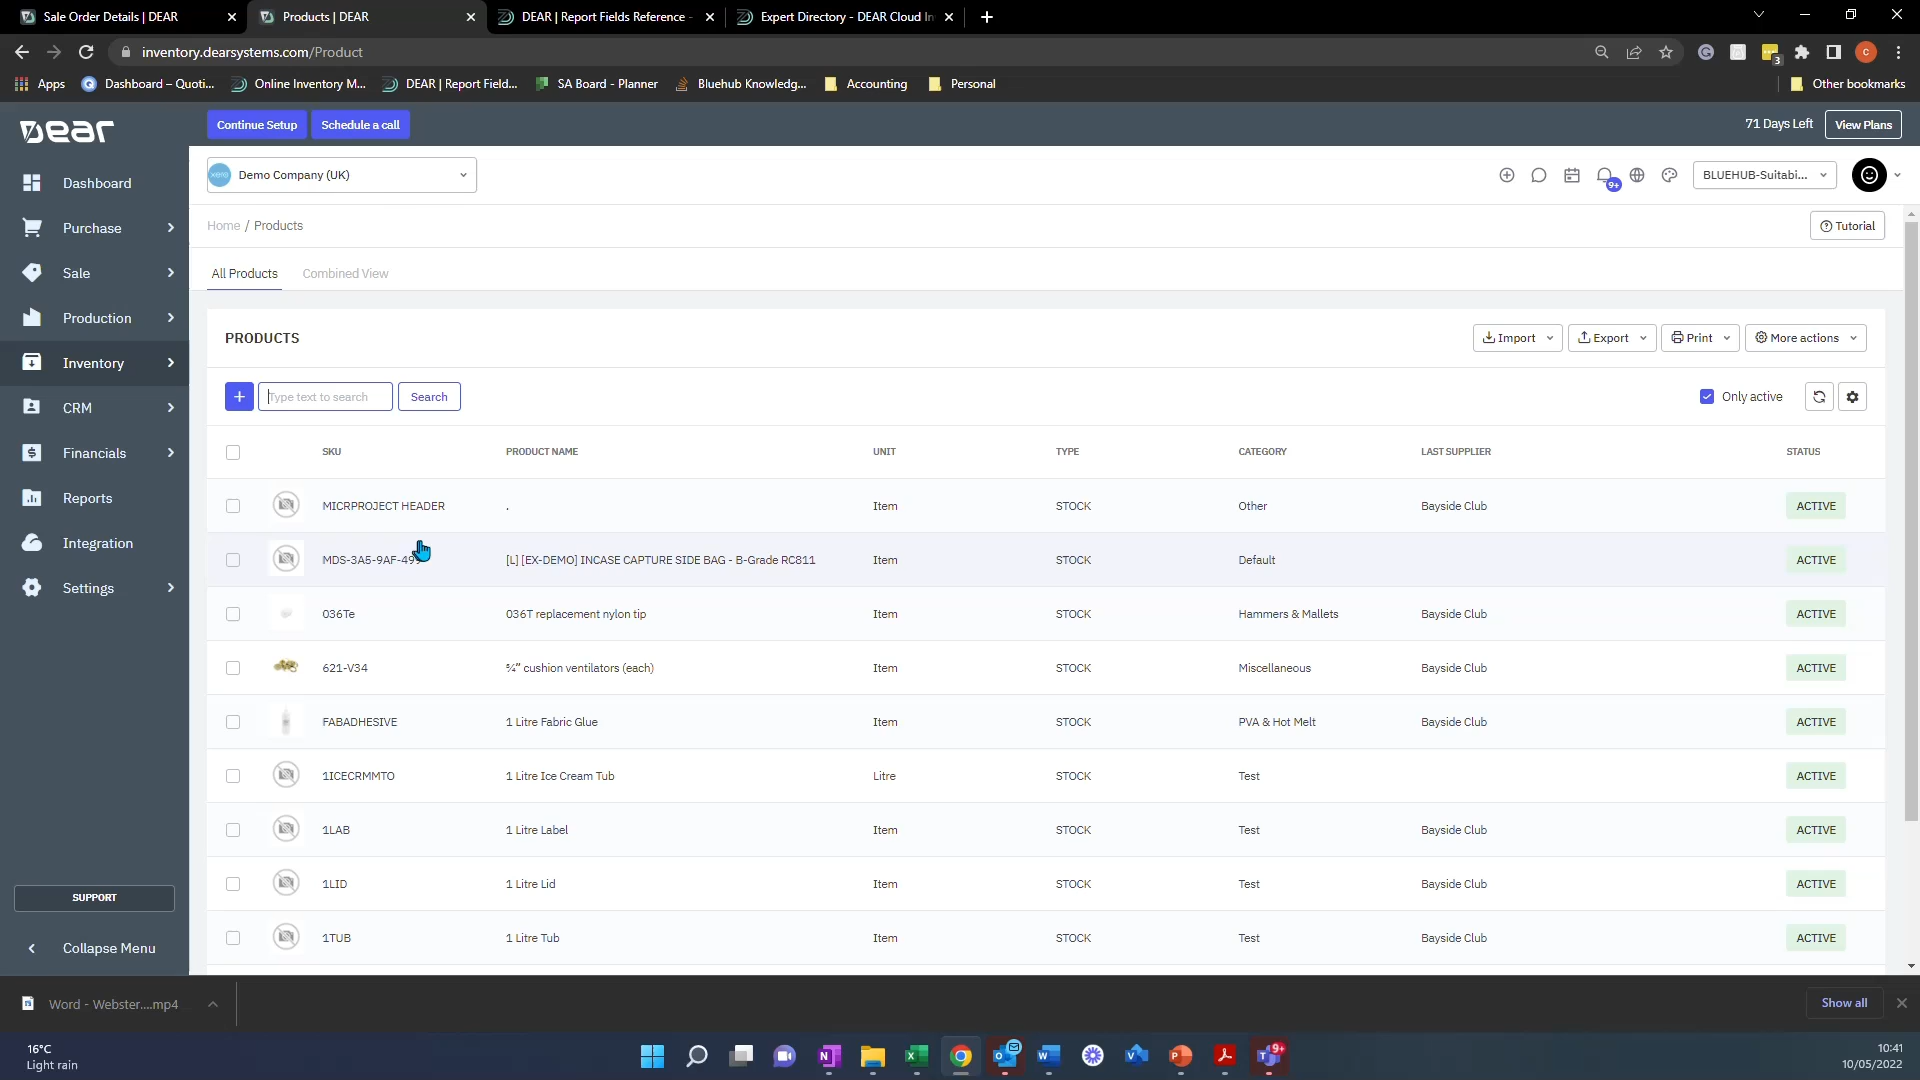 Sale Order Details | DEAR
Products | DEAR
DEAR | Report Fields Reference -
Expert Directory - DEAR Cloud In
inventory.dearsystems.com/Product
3
C
Apps
Dashboard – Quoti...
Online Inventory M...
DEAR | Report Field...
SA Board - Planner
Bluehub Knowledg...
Accounting
Personal
Other bookmarks
Dear
Continue Setup
Schedule a call
71 Days Left
View Plans
Demo Company (UK)
9+
BLUEHUB-Suitabi...
Dashboard
Purchase
Sale
Production
Inventory
CRM
Financials
Reports
Integration
Settings
SUPPORT
Collapse Menu
Home / Products
Tutorial
All Products
Combined View
PRODUCTS
Import
Export
Print
More actions
+
Type text to search
Search
Only active
SKU PRODUCT NAME UNIT TYPE CATEGORY LAST SUPPLIER STATUS
MICRPROJECT HEADER . Item STOCK Other Bayside Club ACTIVE
MDS-3A5-9AF-49 [L] [EX-DEMO] INCASE CAPTURE SIDE BAG - B-Grade RC811 Item STOCK Default ACTIVE
036Te 036T replacement nylon tip Item STOCK Hammers & Mallets Bayside Club ACTIVE
621-V34 cushion ventilators (each) Item STOCK Miscellaneous Bayside Club ACTIVE
FABADHESIVE 1 Litre Fabric Glue Item STOCK PVA & Hot Melt Bayside Club ACTIVE
1ICECRMMTO 1 Litre Ice Cream Tub Litre STOCK Test ACTIVE
1LAB 1 Litre Label Item STOCK Test Bayside Club ACTIVE
1LID 1 Litre Lid Item STOCK Test Bayside Club ACTIVE
1TUB 1 Litre Tub Item STOCK Test Bayside Club ACTIVE
Word - Webster....mp4
Show all
16°C
Light rain
9+
10:41
10/05/2022